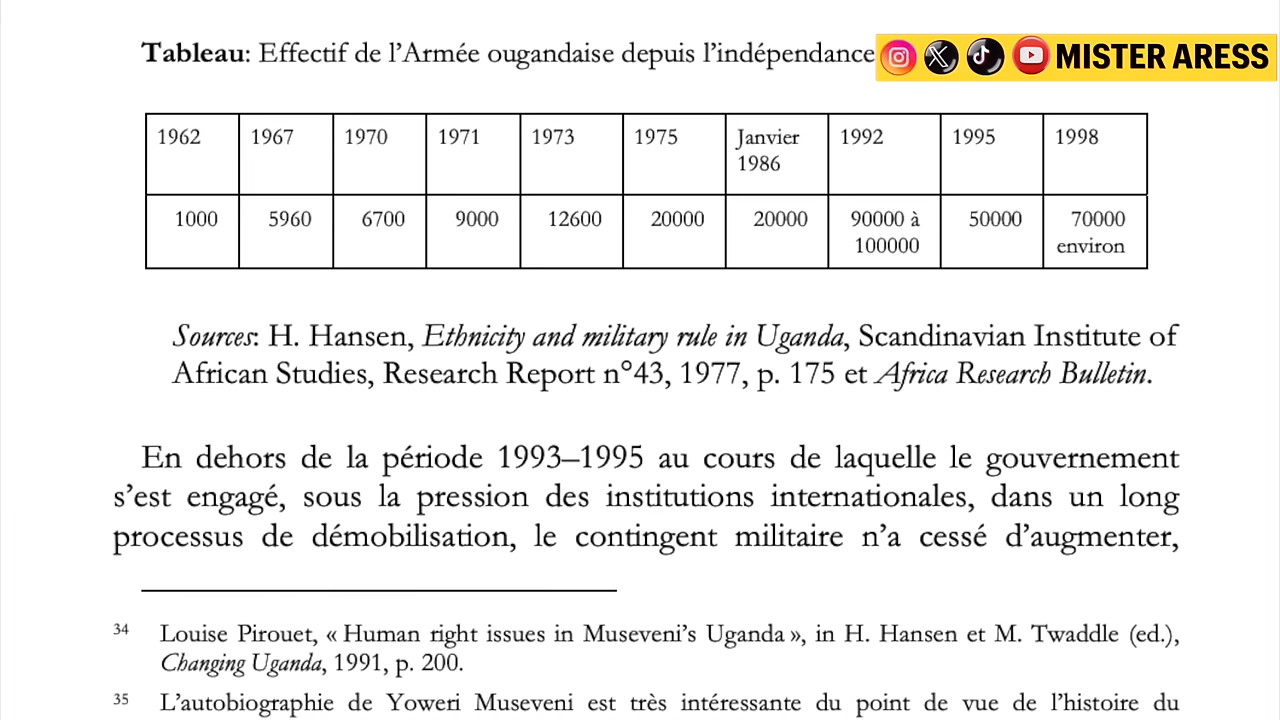 Tableau: Effectif de l’Armée ougandaise depuis l’indépendance
MISTER ARESS
1962 1967 1970 1971 1973 1975 Janvier 1986 1992 1995 1998
1000 5960 6700 9000 12600 20000 20000 90000 à 100000 50000 70000 environ
Sources: H. Hansen, Ethnicity and military rule in Uganda, Scandinavian Institute of
African Studies, Research Report n°43, 1977, p. 175 et Africa Research Bulletin.
En dehors de la période 1993–1995 au cours de laquelle le gouvernement
s’est engagé, sous la pression des institutions internationales, dans un long
processus de démobilisation, le contingent militaire n’a cessé d’augmenter,
34 Louise Pirouet, « Human right issues in Museveni’s Uganda », in H. Hansen et M. Twaddle (ed.),
Changing Uganda, 1991, p. 200.
35 L’autobiographie de Yoweri Museveni est très intéressante du point de vue de l’histoire du